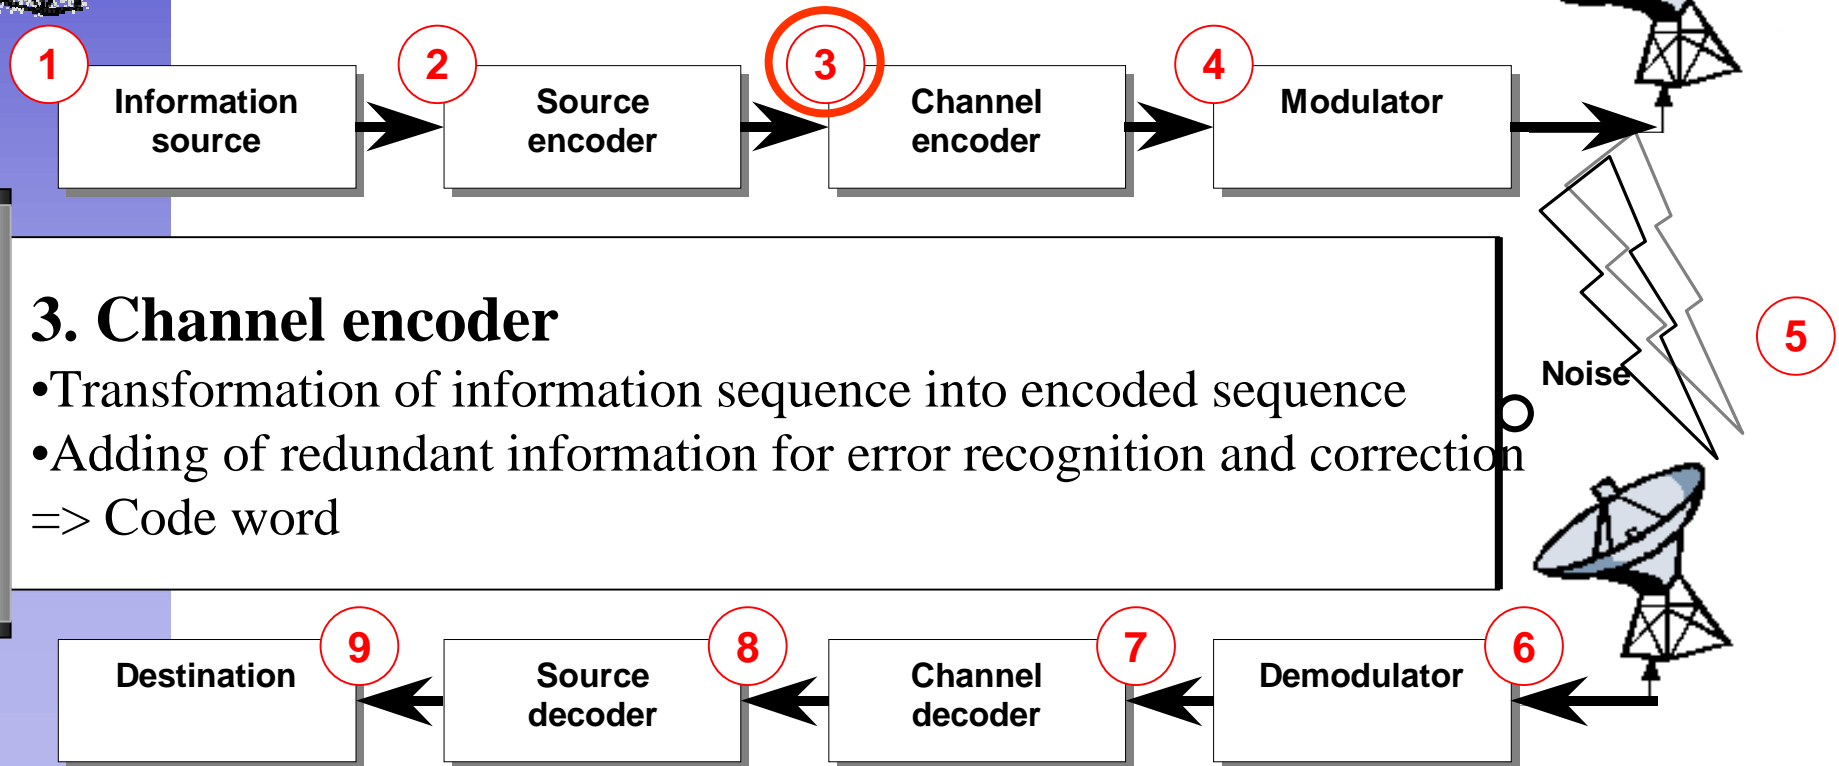 1
Information
source
2
Source
encoder
3
Channel
encoder
4
Modulator
3. Channel encoder
•Transformation of information sequence into encoded sequence
•Adding of redundant information for error recognition and correction
=> Code word
Noise
5
Destination
9
Source
decoder
8
Channel
decoder
7
Demodulator
6